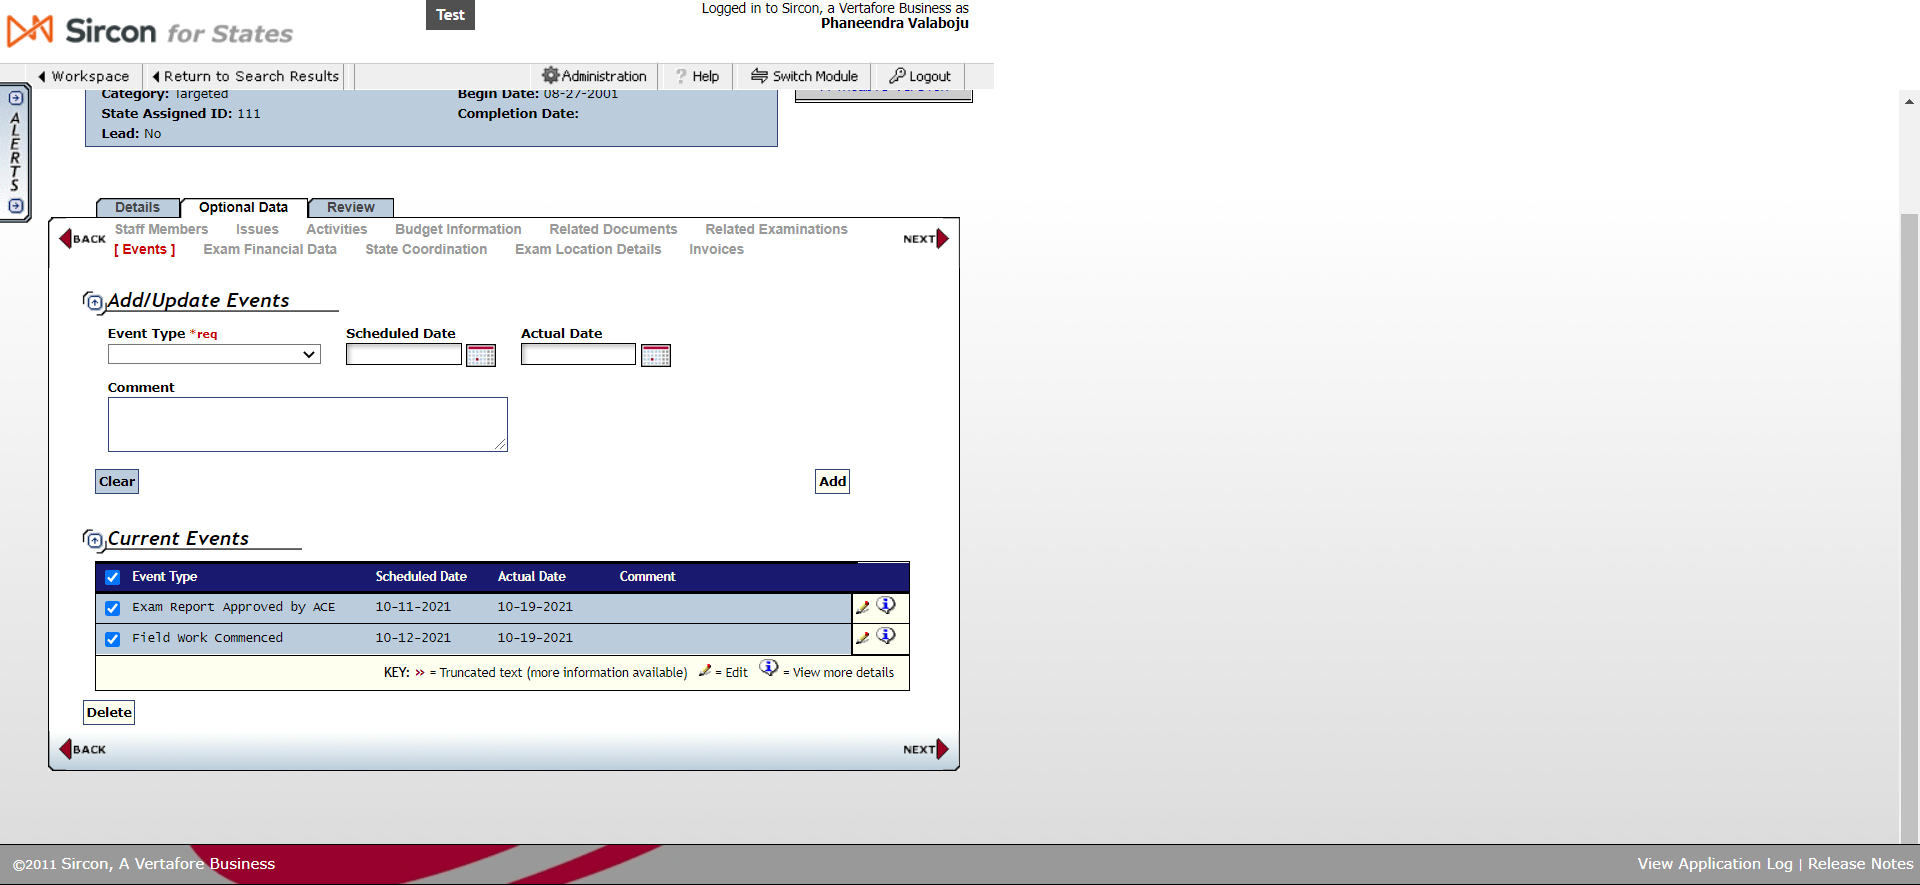 Test
Logged in to Sircon, a Vertafore Business as
Phaneendra Valaboju
Sircon for States
Workspace
Return to Search Results
Administration
? Help
Switch Module
Logout
ALERTS
Category: Targeted
Begin Date: 08-27-2001
State Assigned ID: 111
Completion Date:
Lead: No
Details
Optional Data
Review
BACK
Staff Members
Issues
Activities
Budget Information
Related Documents
Related Examinations
NEXT
[ Events ]
Exam Financial Data
State Coordination
Exam Location Details
Invoices
Add/Update Events
Event Type *req
Scheduled Date
Actual Date
Comment
Clear
Add
Current Events
Event Type
Scheduled Date
Actual Date
Comment
Exam Report Approved by ACE
10-11-2021
10-19-2021
Field Work Commenced
10-12-2021
10-19-2021
KEY: » = Truncated text (more information available) = Edit = View more details
Delete
BACK
NEXT
©2011 Sircon, A Vertafore Business
View Application Log | Release Notes